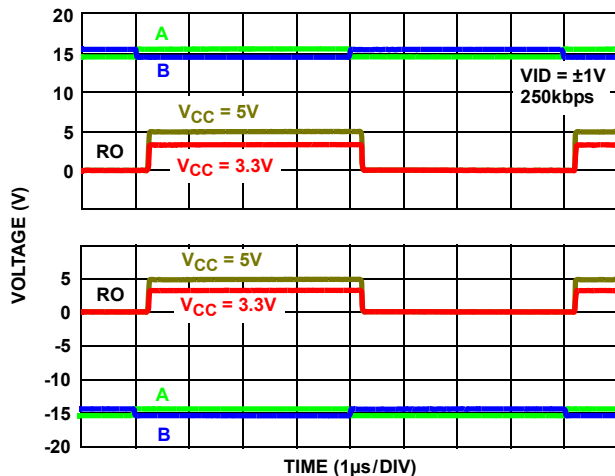 20
A
15
B
VID = ±1V
250kbps
10
VCC = 5V
5
RO
VCC = 3.3V
0
VOLTAGE (V)
VCC = 5V
5
RO
VCC = 3.3V
0
-5
-10
A
-15
B
20
TIME (1µs/DIV)